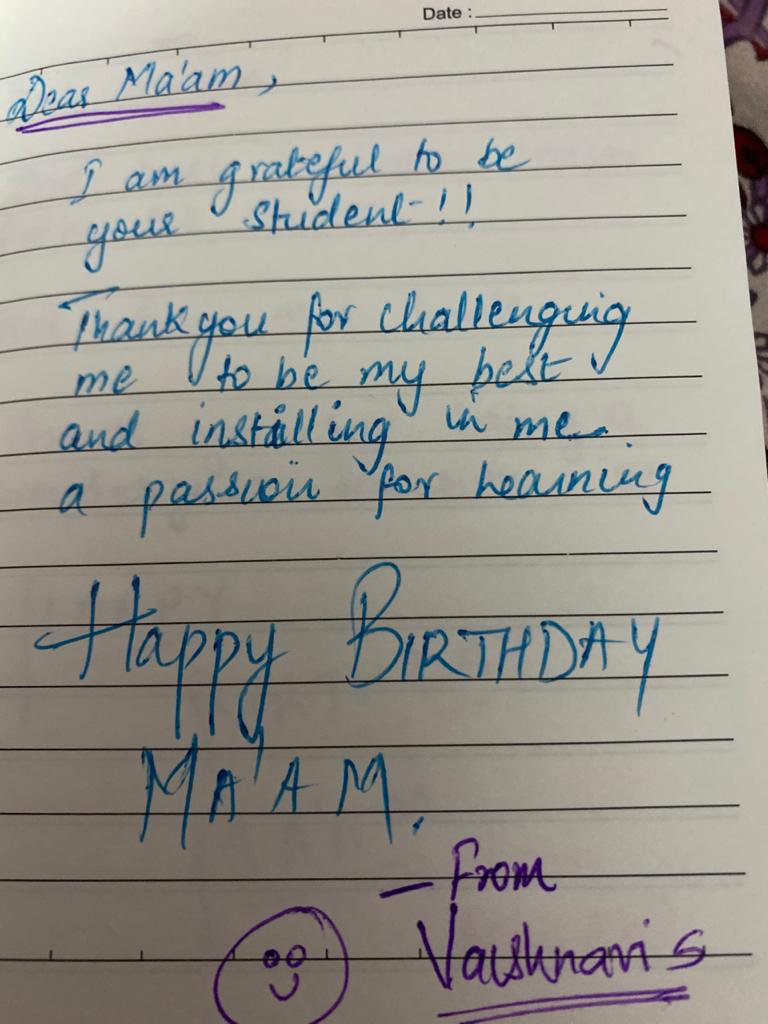 Date :
Dear Ma'am,
I am grateful to be
your student !!
Thank you for challenging
me to be my best
and installing in me
a passion for learning
Happy BIRTHDAY
MA'AM.
- From
Vaishnavi S